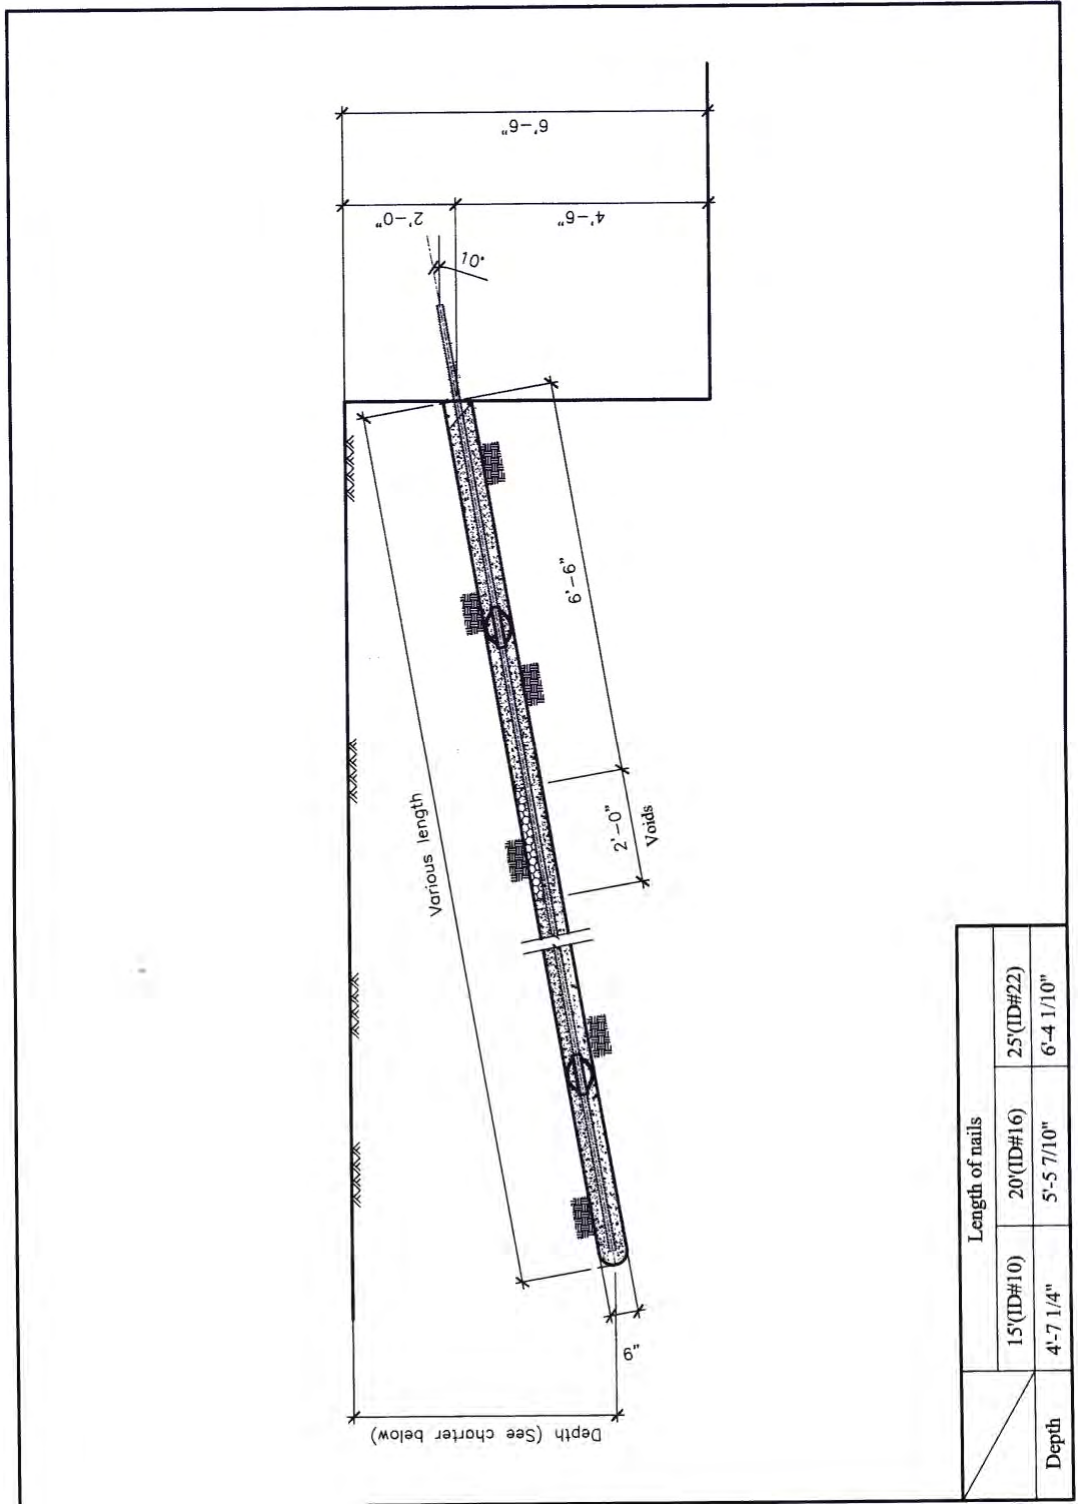 6'-6"
2'-0"
4'-6"
10°
Various length
6'-6"
2'-0"
Voids
6"
Depth (See charter below)
Length of nails
15'(ID#10) 20'(ID#16) 25'(ID#22)
Depth 4'-7 1/4" 5'-5 7/10" 6'-4 1/10"